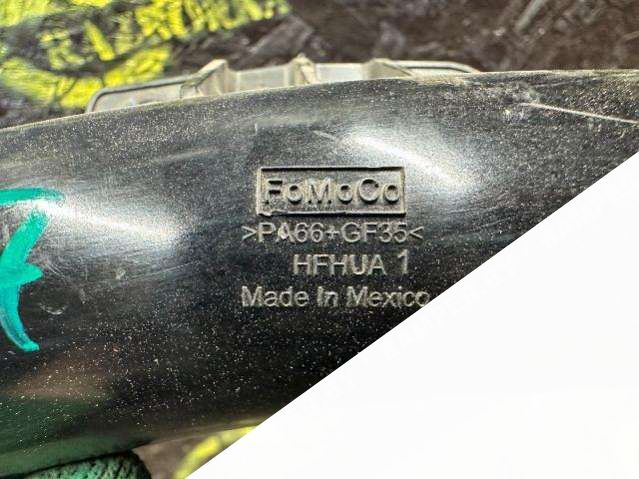 FoMoCo
>PA66+GF35<
HFHUA 1
Made In Mexico